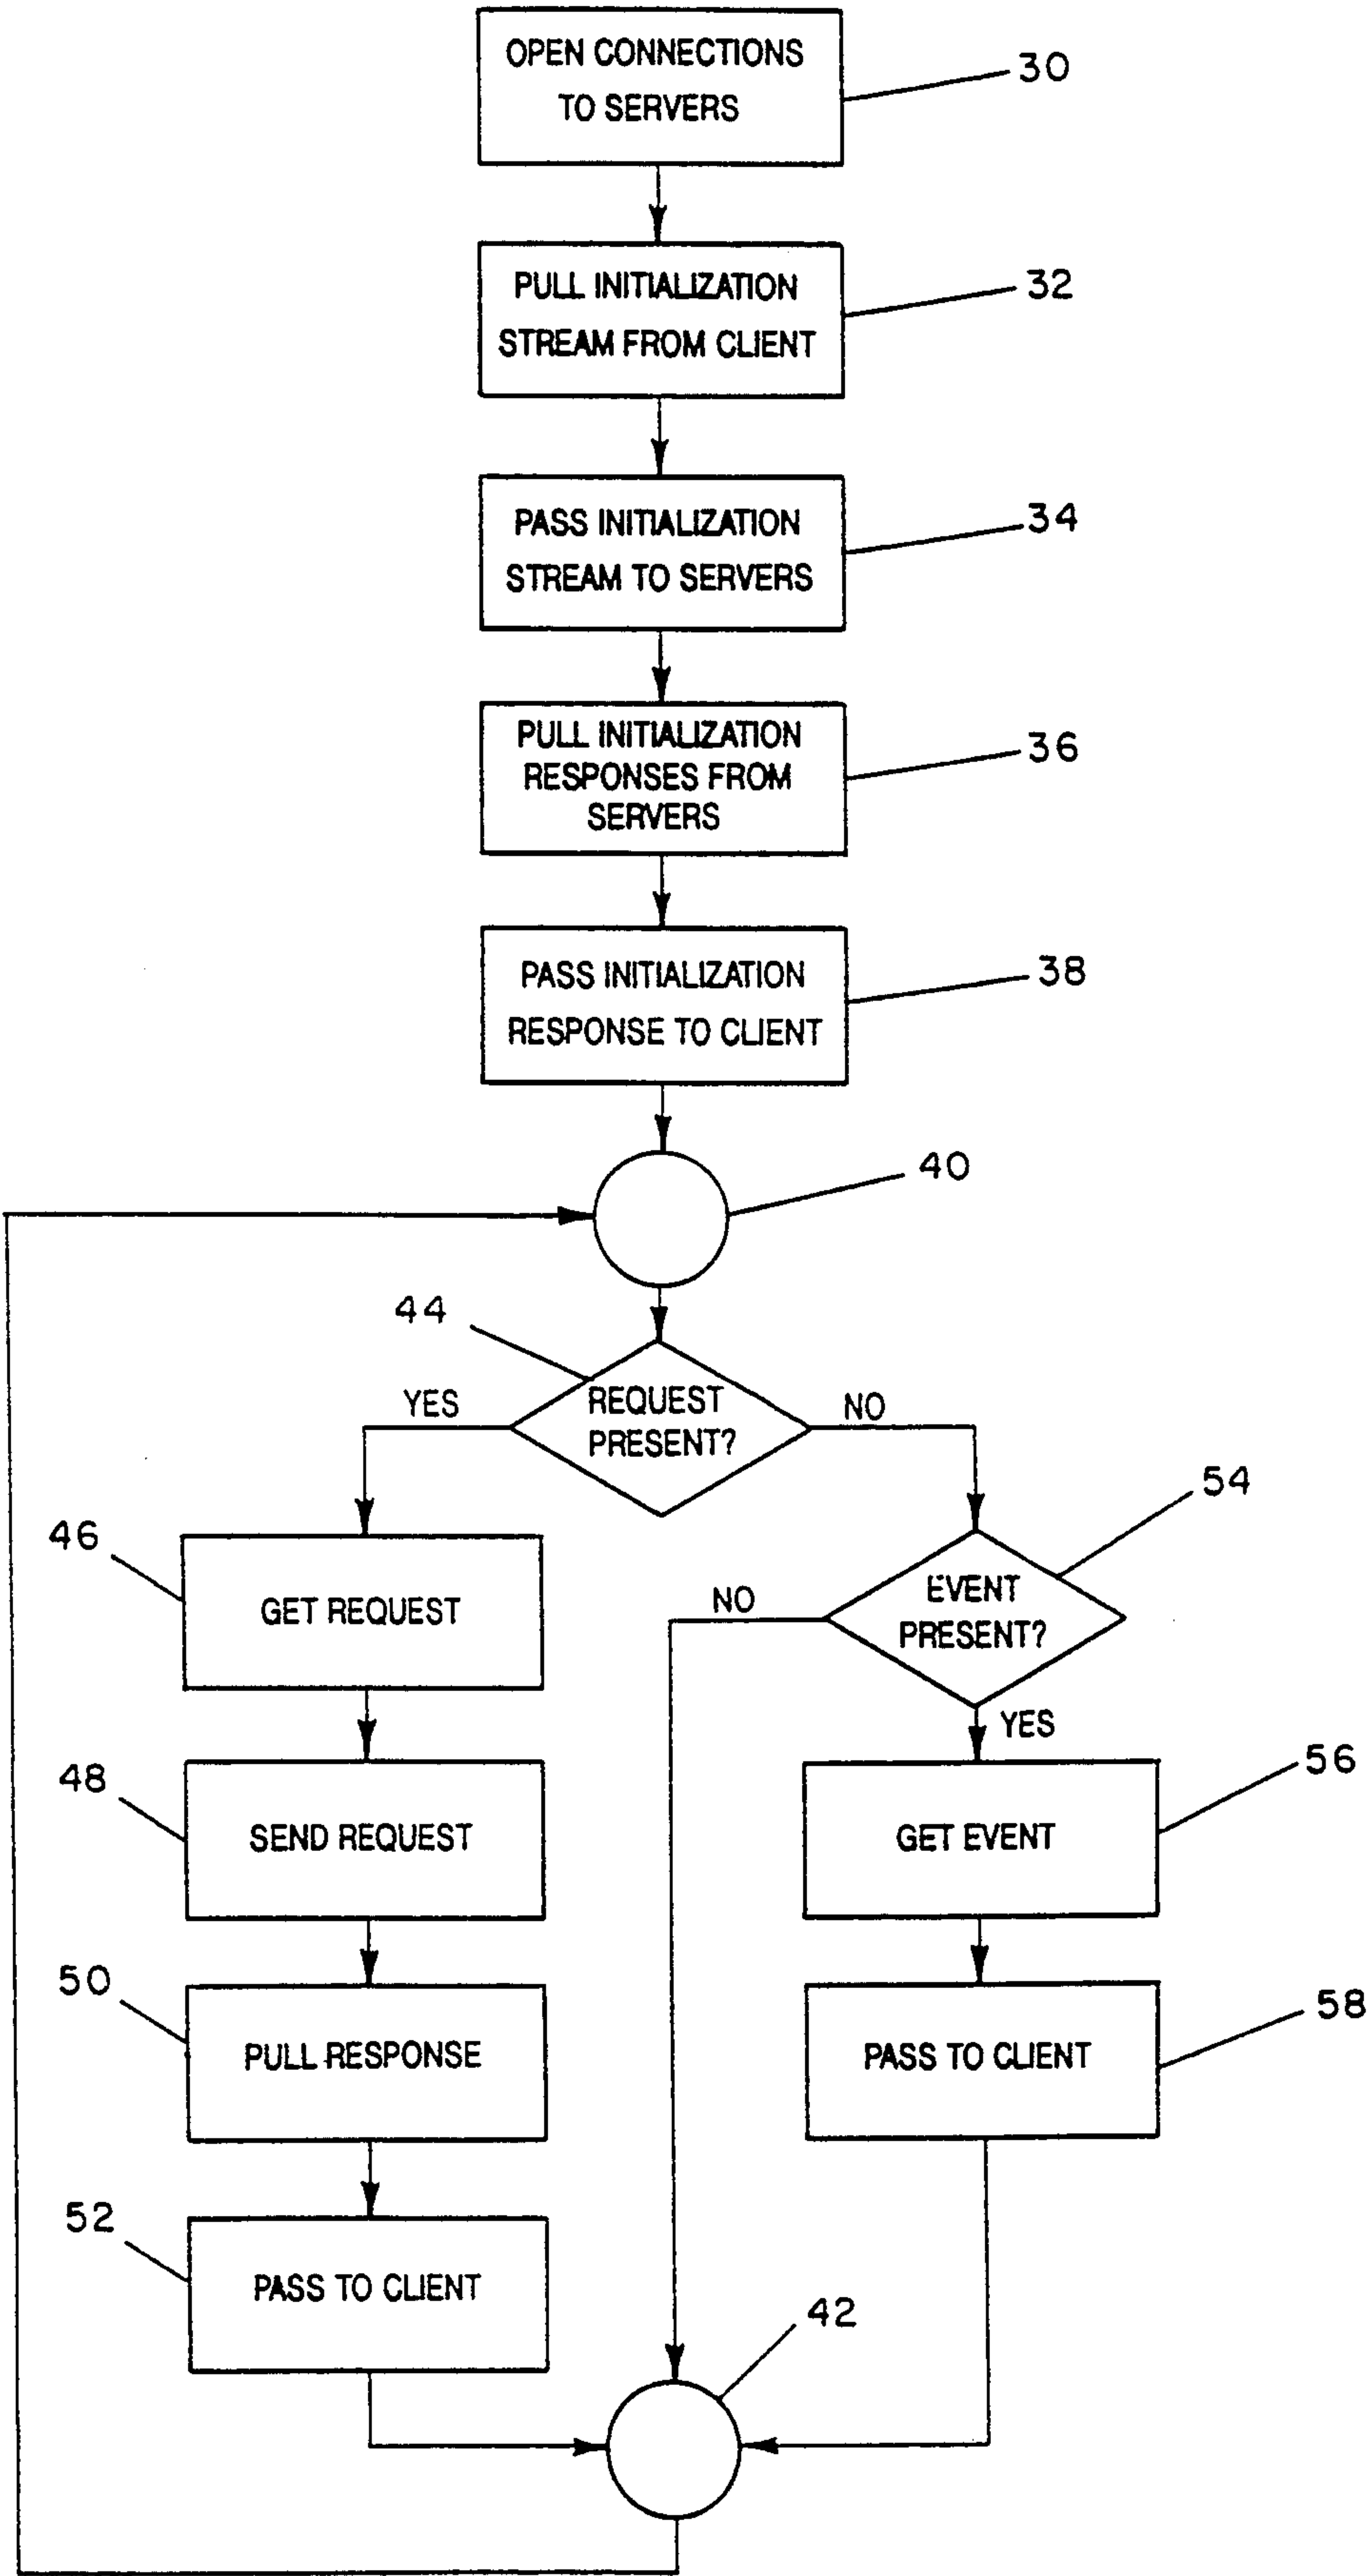 OPEN CONNECTIONS
TO SERVERS
30
PULL INITIALIZATION
STREAM FROM CLIENT
32
PASS INITIALIZATION
STREAM TO SERVERS
34
PULL INITIALIZATION
RESPONSES FROM
SERVERS
36
PASS INITIALIZATION
RESPONSE TO CLIENT
38
40
44
REQUEST
PRESENT?
YES
NO
46
GET REQUEST
54
EVENT
PRESENT?
NO
YES
48
SEND REQUEST
56
GET EVENT
50
PULL RESPONSE
58
PASS TO CLIENT
52
PASS TO CLIENT
42